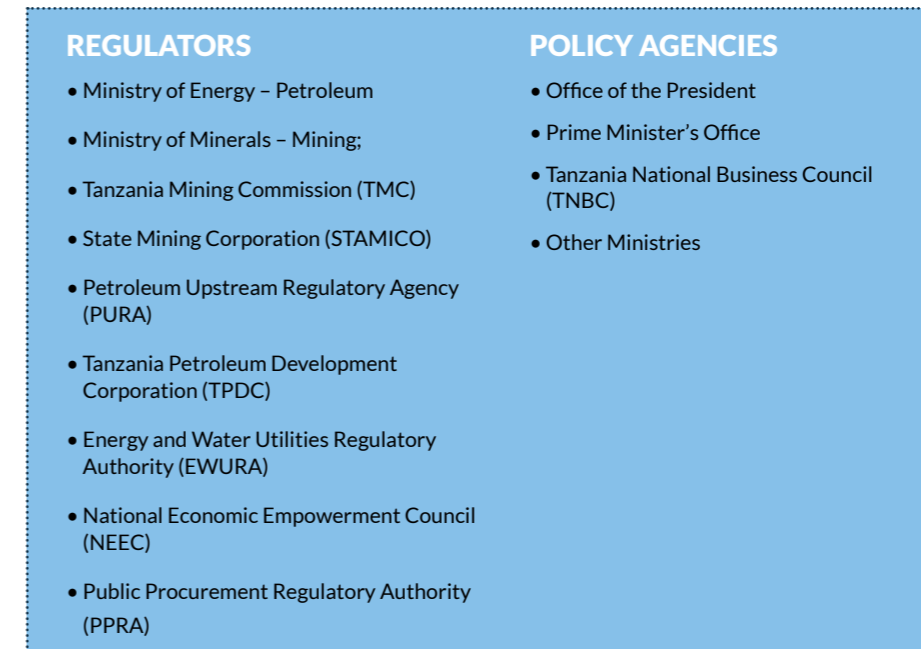 REGULATORS
• Ministry of Energy – Petroleum
• Ministry of Minerals – Mining;
• Tanzania Mining Commission (TMC)
• State Mining Corporation (STAMICO)
• Petroleum Upstream Regulatory Agency
(PURA)
• Tanzania Petroleum Development
Corporation (TPDC)
• Energy and Water Utilities Regulatory
Authority (EWURA)
• National Economic Empowerment Council
(NEEC)
• Public Procurement Regulatory Authority
(PPRA)
POLICY AGENCIES
• Office of the President
• Prime Minister’s Office
• Tanzania National Business Council
(TNBC)
• Other Ministries